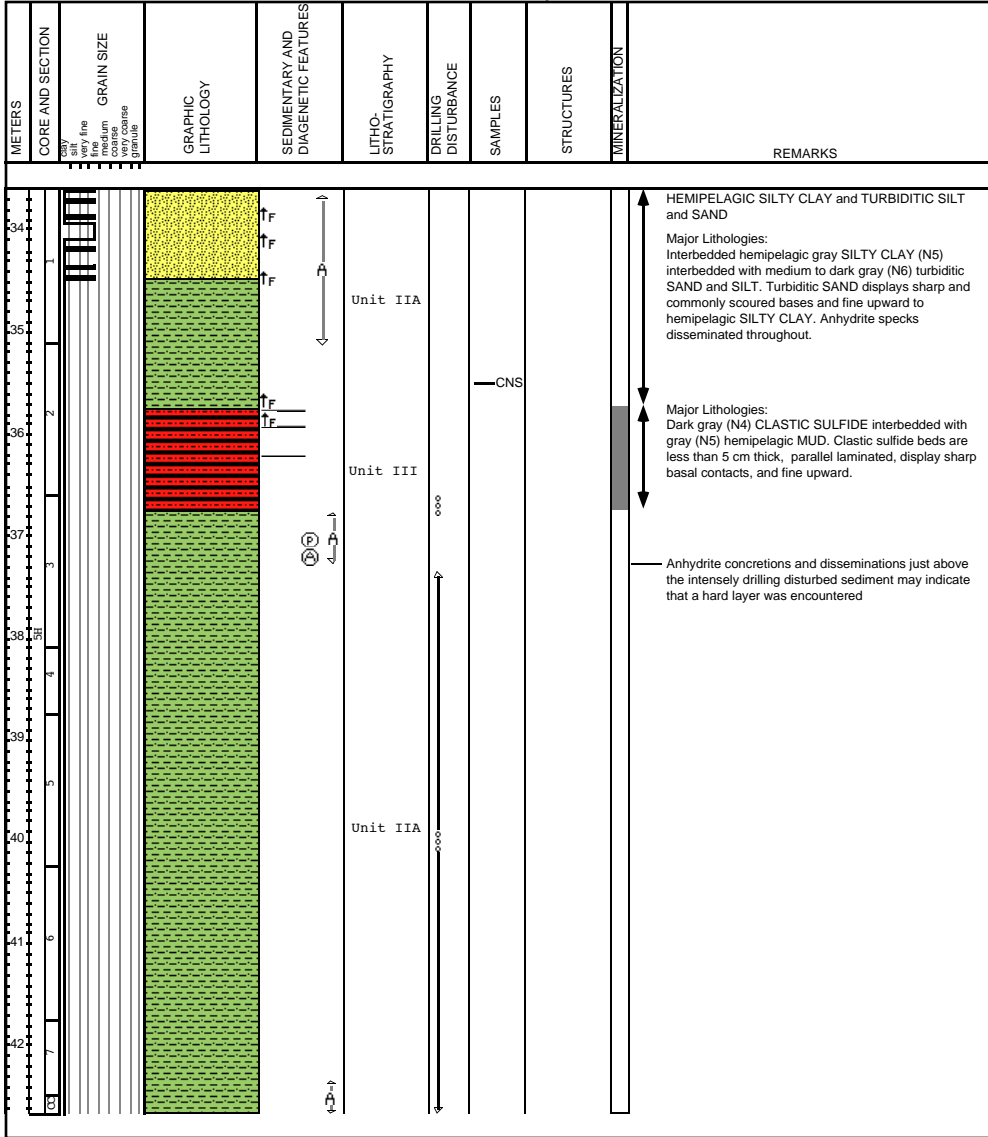 METERS
CORE AND SECTION
GRAIN SIZE
clay
silt
very fine
fine
medium
coarse
very coarse
granule
GRAPHIC
LITHOLOGY
SEDIMENTARY AND
DIAGENETIC FEATURES
LITHO-
STRATIGRAPHY
DRILLING
DISTURBANCE
SAMPLES
STRUCTURES
MINERALIZATION
REMARKS
34
35
36
37
38
39
40
41
42
5H
1
2
3
4
5
6
7
CC
F
F
F
F
F
A
A
P
A
A
Unit IIA
Unit III
Unit IIA
CNS
HEMIPELAGIC SILTY CLAY and TURBIDITIC SILT
and SAND
Major Lithologies:
Interbedded hemipelagic gray SILTY CLAY (N5)
interbedded with medium to dark gray (N6) turbiditic
SAND and SILT. Turbiditic SAND displays sharp and
commonly scoured bases and fine upward to
hemipelagic SILTY CLAY. Anhydrite specks
disseminated throughout.
Major Lithologies:
Dark gray (N4) CLASTIC SULFIDE interbedded with
gray (N5) hemipelagic MUD. Clastic sulfide beds are
less than 5 cm thick, parallel laminated, display sharp
basal contacts, and fine upward.
Anhydrite concretions and disseminations just above
the intensely drilling disturbed sediment may indicate
that a hard layer was encountered